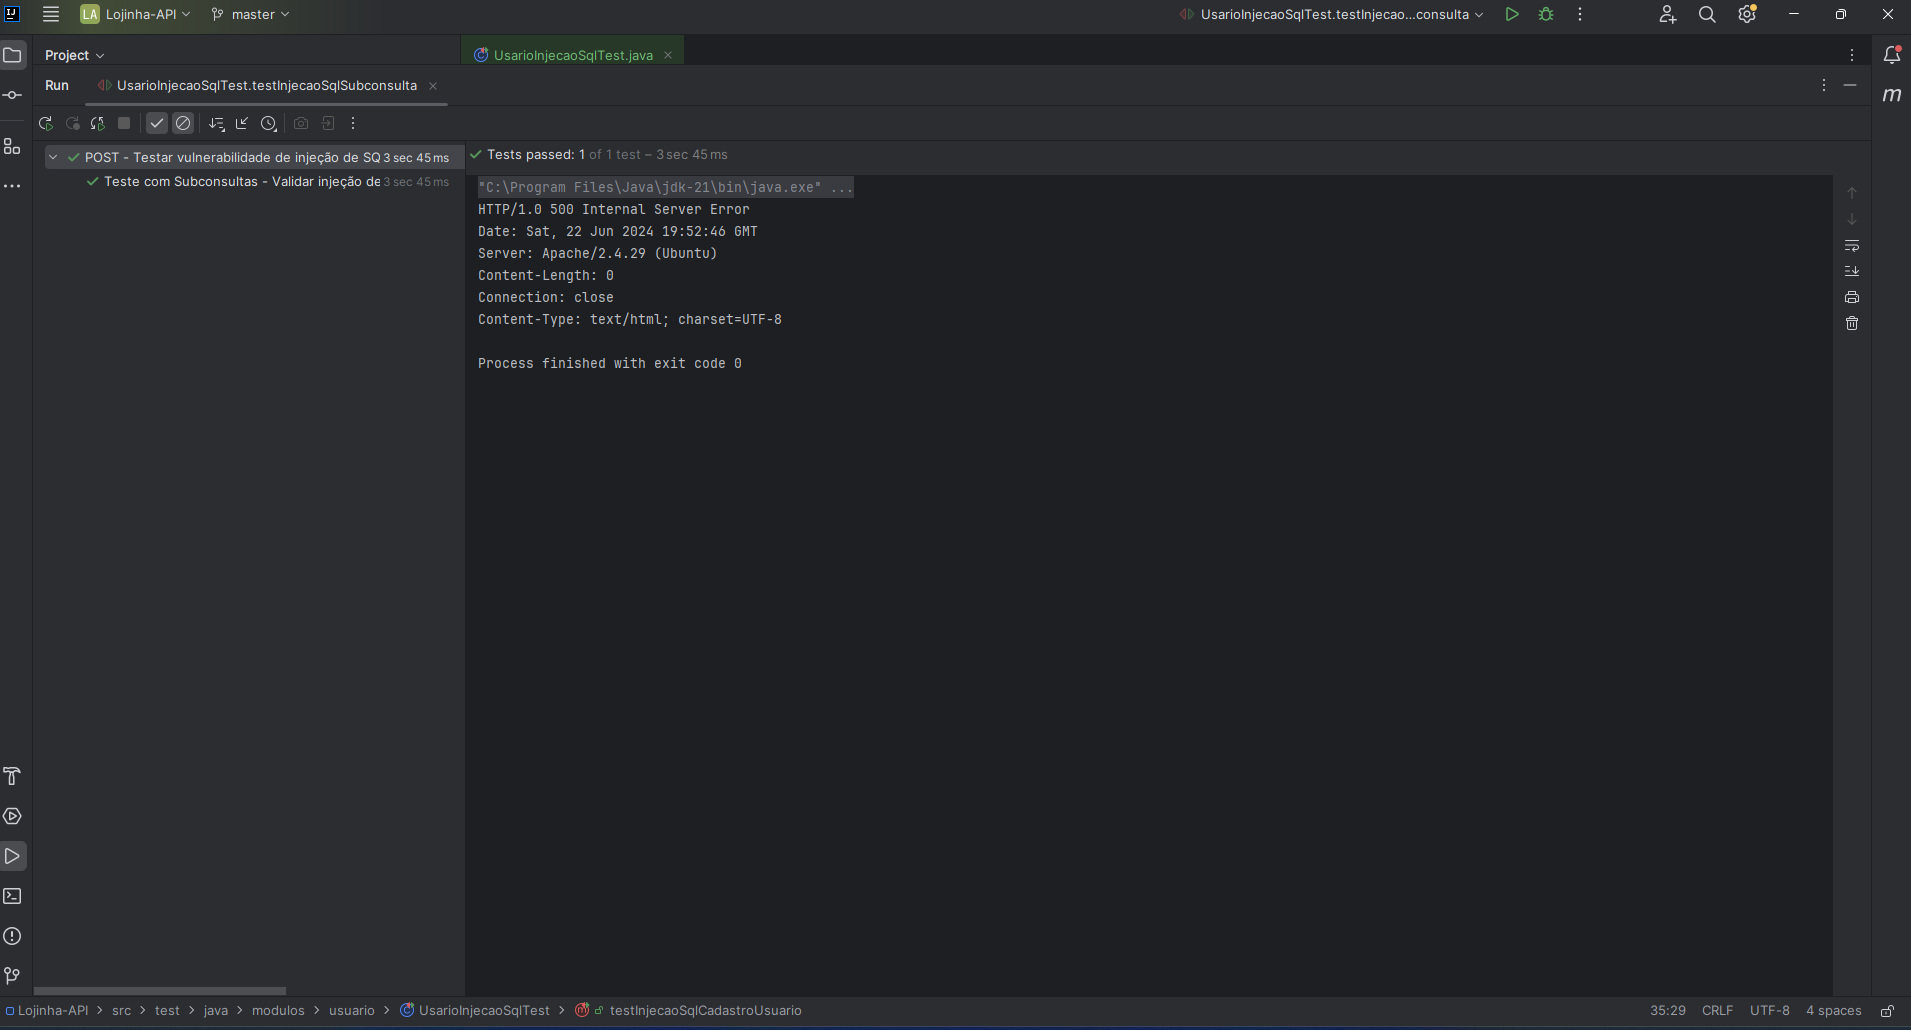 LA Lojinha-API master UsarioInjecaoSqlTest.testInjecao...consulta
Project UsarioInjecaoSqlTest.java
Run UsarioInjecaoSqlTest.testInjecaoSqlSubconsulta
POST - Testar vulnerabilidade de injeção de SQ 3 sec 45 ms
Teste com Subconsultas - Validar injeção de 3 sec 45 ms
Tests passed: 1 of 1 test – 3 sec 45 ms
"C:\Program Files\Java\jdk-21\bin\java.exe" ...
HTTP/1.0 500 Internal Server Error
Date: Sat, 22 Jun 2024 19:52:46 GMT
Server: Apache/2.4.29 (Ubuntu)
Content-Length: 0
Connection: close
Content-Type: text/html; charset=UTF-8
Process finished with exit code 0
Lojinha-API > src > test > java > modulos > usuario > UsarioInjecaoSqlTest > testInjecaoSqlCadastroUsuario 35:29 CRLF UTF-8 4 spaces